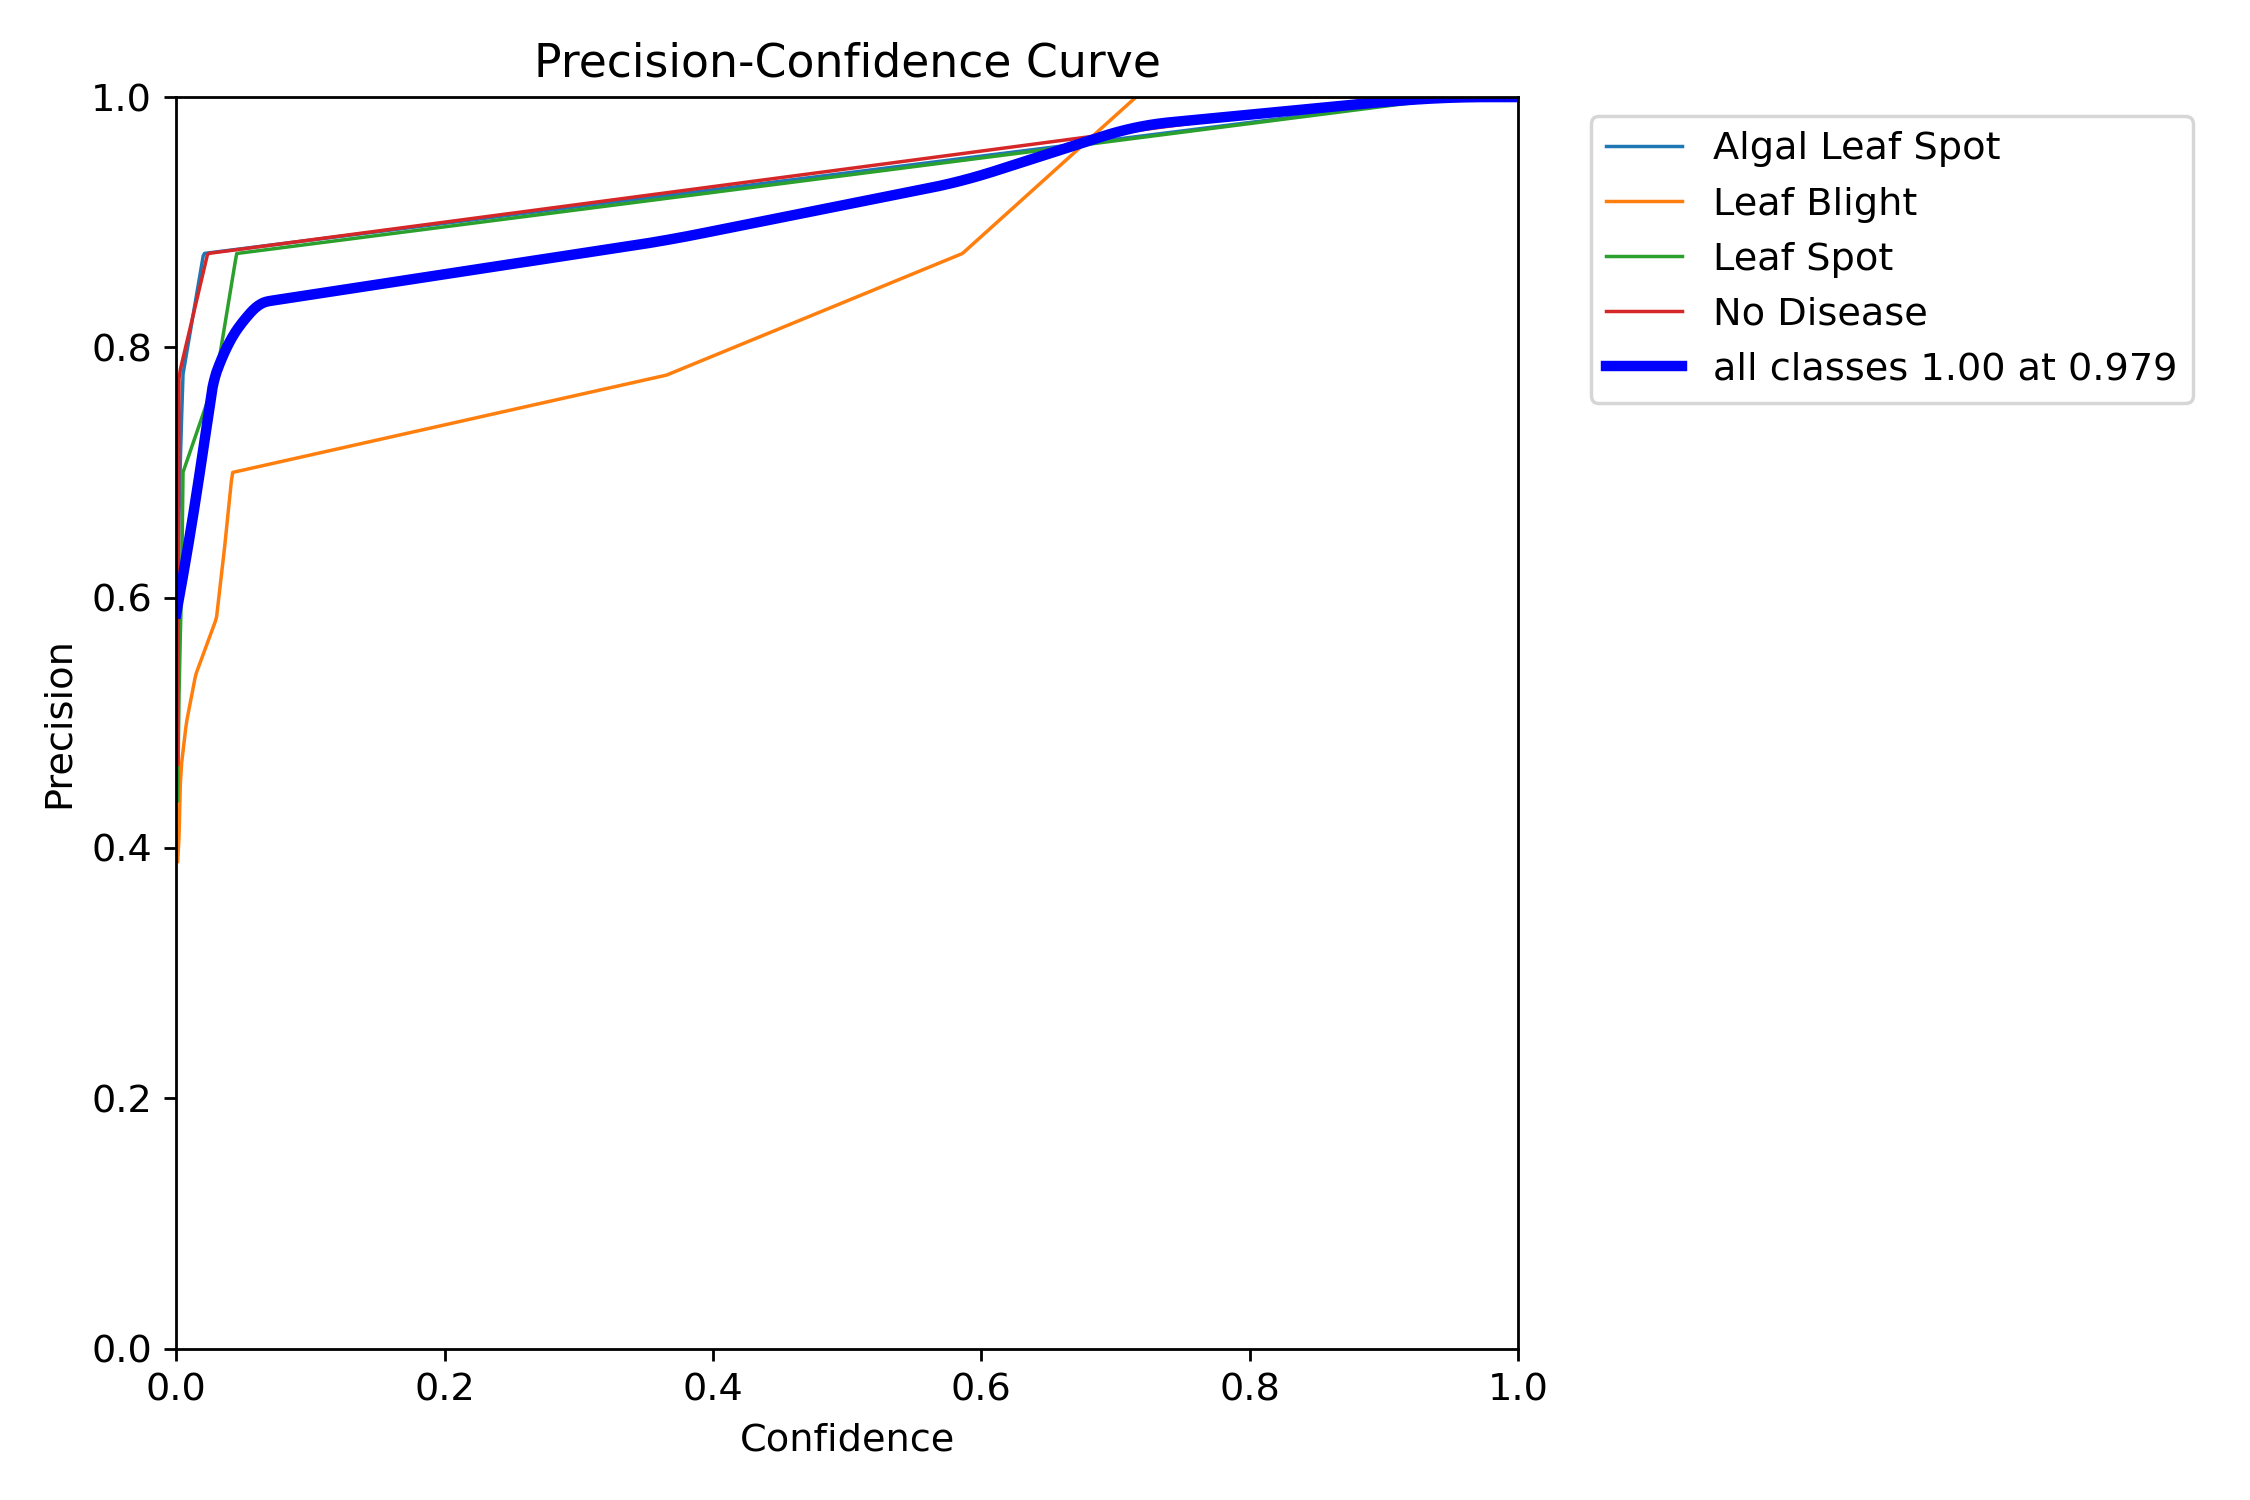 Precision-Confidence Curve
1.0
0.8
0.6
0.4
0.2
0.0
Precision
0.0 0.2 0.4 0.6 0.8 1.0
Confidence
Algal Leaf Spot
Leaf Blight
Leaf Spot
No Disease
all classes 1.00 at 0.979